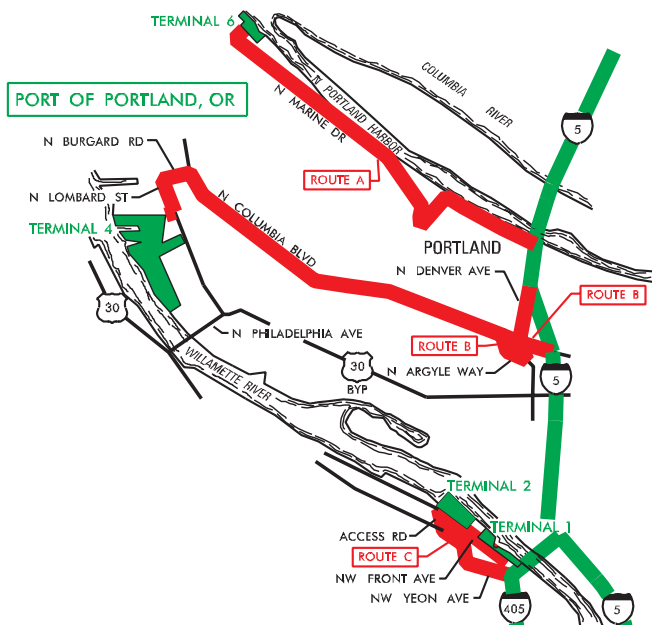 TERMINAL 6
PORT OF PORTLAND, OR
COLUMBIA
RIVER
N PORTLAND HARBOR
N MARINE DR
5
N BURGARD RD
ROUTE A
N LOMBARD ST
N COLUMBIA BLVD
TERMINAL 4
PORTLAND
N DENVER AVE
ROUTE B
30
N PHILADELPHIA AVE
ROUTE B
WILLAMETTE RIVER
30
BYP
N ARGYLE WAY
5
TERMINAL 2
TERMINAL 1
ACCESS RD
ROUTE C
NW FRONT AVE
NW YEON AVE
405
5